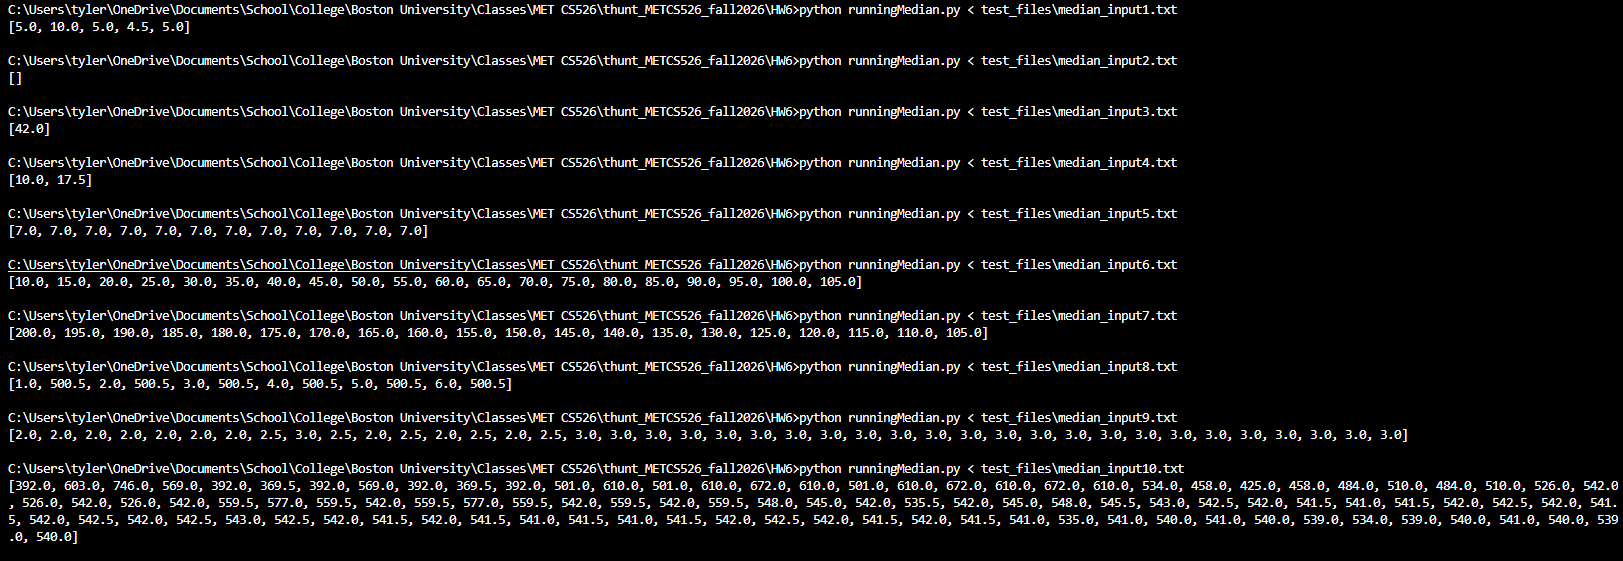 C:\Users\tyler\OneDrive\Documents\School\College\Boston University\Classes\MET CS526\thunt_METCS526_fall2026\HW6>python runningMedian.py < test_files\median_input1.txt
[5.0, 10.0, 5.0, 4.5, 5.0]
C:\Users\tyler\OneDrive\Documents\School\College\Boston University\Classes\MET CS526\thunt_METCS526_fall2026\HW6>python runningMedian.py < test_files\median_input2.txt
[]
C:\Users\tyler\OneDrive\Documents\School\College\Boston University\Classes\MET CS526\thunt_METCS526_fall2026\HW6>python runningMedian.py < test_files\median_input3.txt
[42.0]
C:\Users\tyler\OneDrive\Documents\School\College\Boston University\Classes\MET CS526\thunt_METCS526_fall2026\HW6>python runningMedian.py < test_files\median_input4.txt
[10.0, 17.5]
C:\Users\tyler\OneDrive\Documents\School\College\Boston University\Classes\MET CS526\thunt_METCS526_fall2026\HW6>python runningMedian.py < test_files\median_input5.txt
[7.0, 7.0, 7.0, 7.0, 7.0, 7.0, 7.0, 7.0, 7.0, 7.0, 7.0, 7.0]
C:\Users\tyler\OneDrive\Documents\School\College\Boston University\Classes\MET CS526\thunt_METCS526_fall2026\HW6>python runningMedian.py < test_files\median_input6.txt
[10.0, 15.0, 20.0, 25.0, 30.0, 35.0, 40.0, 45.0, 50.0, 55.0, 60.0, 65.0, 70.0, 75.0, 80.0, 85.0, 90.0, 95.0, 100.0, 105.0]
C:\Users\tyler\OneDrive\Documents\School\College\Boston University\Classes\MET CS526\thunt_METCS526_fall2026\HW6>python runningMedian.py < test_files\median_input7.txt
[200.0, 195.0, 190.0, 185.0, 180.0, 175.0, 170.0, 165.0, 160.0, 155.0, 150.0, 145.0, 140.0, 135.0, 130.0, 125.0, 120.0, 115.0, 110.0, 105.0]
C:\Users\tyler\OneDrive\Documents\School\College\Boston University\Classes\MET CS526\thunt_METCS526_fall2026\HW6>python runningMedian.py < test_files\median_input8.txt
[1.0, 500.5, 2.0, 500.5, 3.0, 500.5, 4.0, 500.5, 5.0, 500.5, 6.0, 500.5]
C:\Users\tyler\OneDrive\Documents\School\College\Boston University\Classes\MET CS526\thunt_METCS526_fall2026\HW6>python runningMedian.py < test_files\median_input9.txt
[2.0, 2.0, 2.0, 2.0, 2.0, 2.0, 2.0, 2.5, 3.0, 2.5, 2.0, 2.5, 2.0, 2.5, 2.0, 2.5, 3.0, 3.0, 3.0, 3.0, 3.0, 3.0, 3.0, 3.0, 3.0, 3.0, 3.0, 3.0, 3.0, 3.0, 3.0, 3.0, 3.0, 3.0, 3.0, 3.0, 3.0, 3.0, 3.0, 3.0]
C:\Users\tyler\OneDrive\Documents\School\College\Boston University\Classes\MET CS526\thunt_METCS526_fall2026\HW6>python runningMedian.py < test_files\median_input10.txt
[392.0, 603.0, 746.0, 569.0, 392.0, 369.5, 392.0, 569.0, 392.0, 369.5, 392.0, 501.0, 610.0, 501.0, 610.0, 672.0, 610.0, 501.0, 610.0, 672.0, 610.0, 672.0, 610.0, 534.0, 458.0, 425.0, 458.0, 484.0, 510.0, 484.0, 510.0, 526.0, 542.0
, 526.0, 542.0, 526.0, 542.0, 559.5, 577.0, 559.5, 542.0, 559.5, 577.0, 559.5, 542.0, 559.5, 542.0, 559.5, 548.0, 545.0, 542.0, 535.5, 542.0, 545.0, 548.0, 545.5, 543.0, 542.5, 542.0, 541.5, 541.0, 541.5, 542.0, 542.5, 542.0, 541.
5, 542.0, 542.5, 542.0, 542.5, 543.0, 542.5, 542.0, 541.5, 542.0, 541.5, 541.0, 541.5, 541.0, 541.5, 542.0, 542.5, 542.0, 541.5, 542.0, 541.5, 541.0, 535.0, 541.0, 540.0, 541.0, 540.0, 539.0, 534.0, 539.0, 540.0, 541.0, 540.0, 539
.0, 540.0]